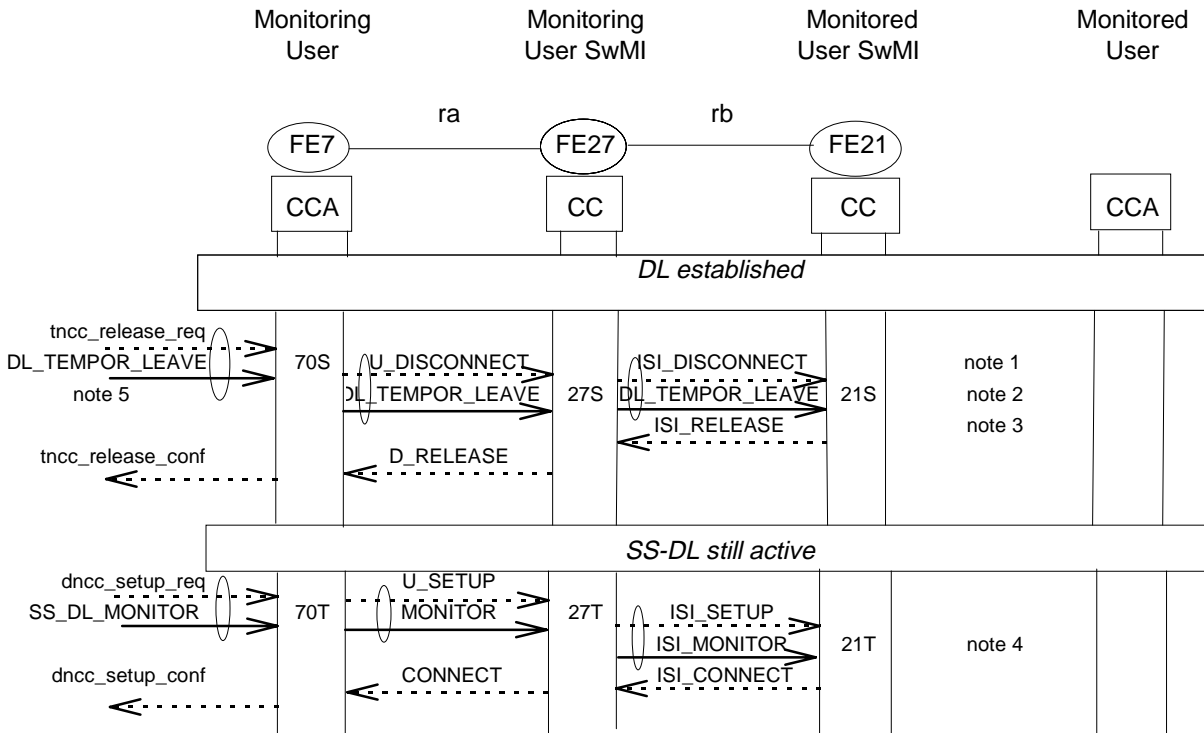 Monitoring Monitoring Monitored Monitored
User User SwMI User SwMI User
ra rb
FE7 FE27 FE21
CCA CC CC CCA
DL established
tncc_release_req
DL_TEMPOR_LEAVE 70S U_DISCONNECT ISI_DISCONNECT note 1
note 5 DL_TEMPOR_LEAVE 27S DL_TEMPOR_LEAVE 21S note 2
ISI_RELEASE note 3
tncc_release_conf D_RELEASE
SS-DL still active
dncc_setup_req U_SETUP
SS_DL_MONITOR 70T MONITOR 27T ISI_SETUP
ISI_MONITOR 21T note 4
dncc_setup_conf CONNECT ISI_CONNECT